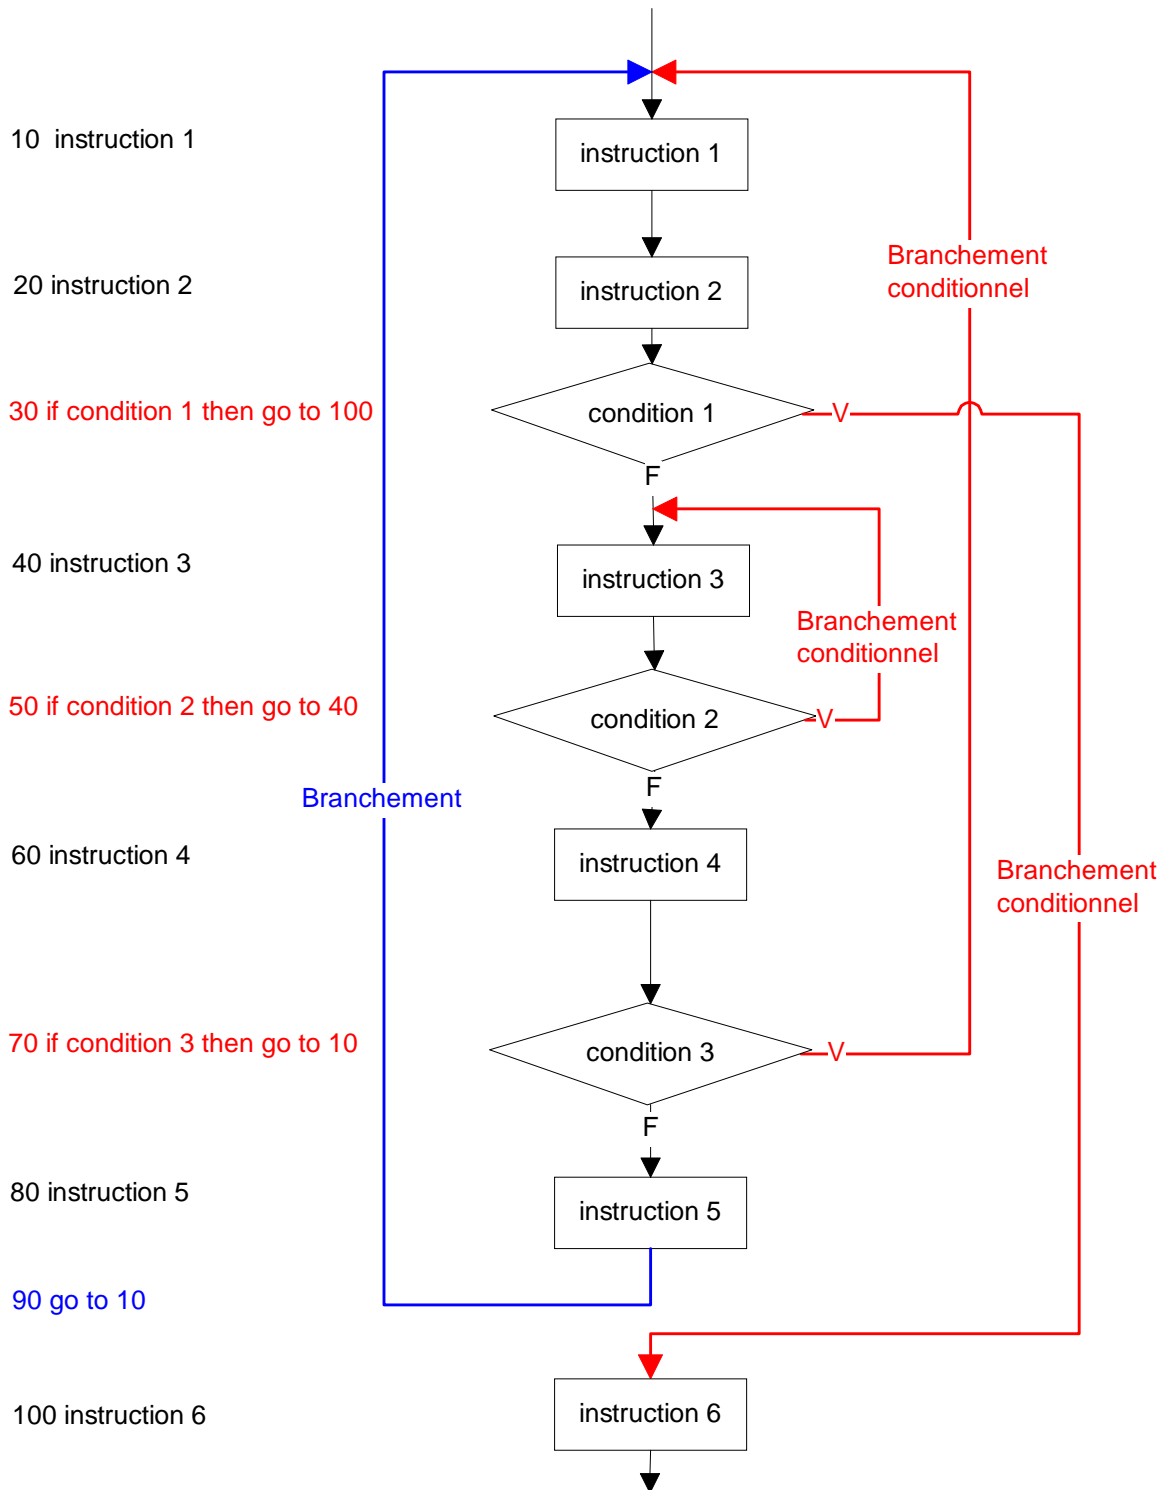 10  instruction 1
instruction 1
Branchement
conditionnel
20 instruction 2
instruction 2
30 if condition 1 then go to 100
condition 1
V
F
40 instruction 3
instruction 3
Branchement
conditionnel
50 if condition 2 then go to 40
condition 2
V
F
Branchement
60 instruction 4
instruction 4
Branchement
conditionnel
70 if condition 3 then go to 10
condition 3
V
F
80 instruction 5
instruction 5
90 go to 10
100 instruction 6
instruction 6